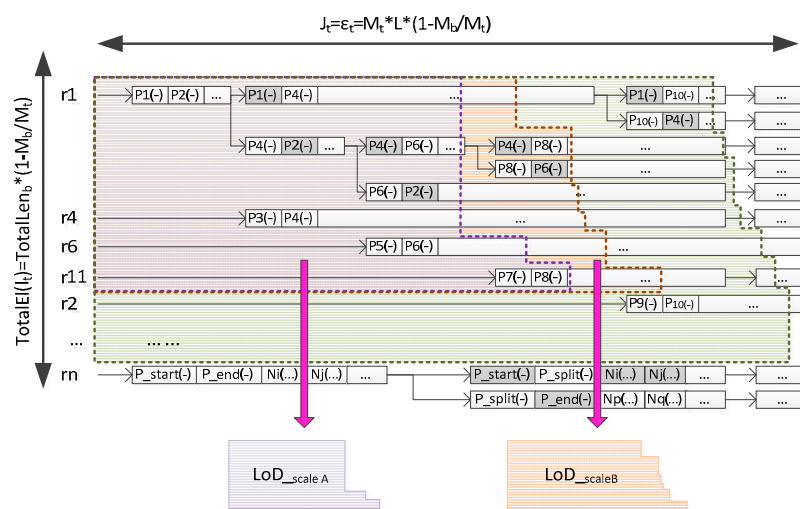 Jt=εt=Mt*L*(1-Mb/Mt)
TotalEI(It)=TotalLenb*(1-Mb/Mt)
r1 P1(-) P2(-) ... P1(-) P4(-) ... P1(-) P10(-) ... ...
P10(-) P4(-) ... ...
P4(-) P2(-) ... P4(-) P6(-) ... P4(-) P8(-) ... ...
P8(-) P6(-) ... ...
P6(-) P2(-) ... ...
r4 P3(-) P4(-) ... ...
r6 P5(-) P6(-) ...
r11 P7(-) P8(-) ... ...
r2 P9(-) P10(-) ...
... ... ...
rn P_start(-) P_end(-) Ni(...) Nj(...) ... P_start(-) P_split(-) Ni(...) Nj(...) ... ...
P_split(-) P_end(-) Np(...) Nq(...) ... ...
LoD_scale A LoD_scaleB